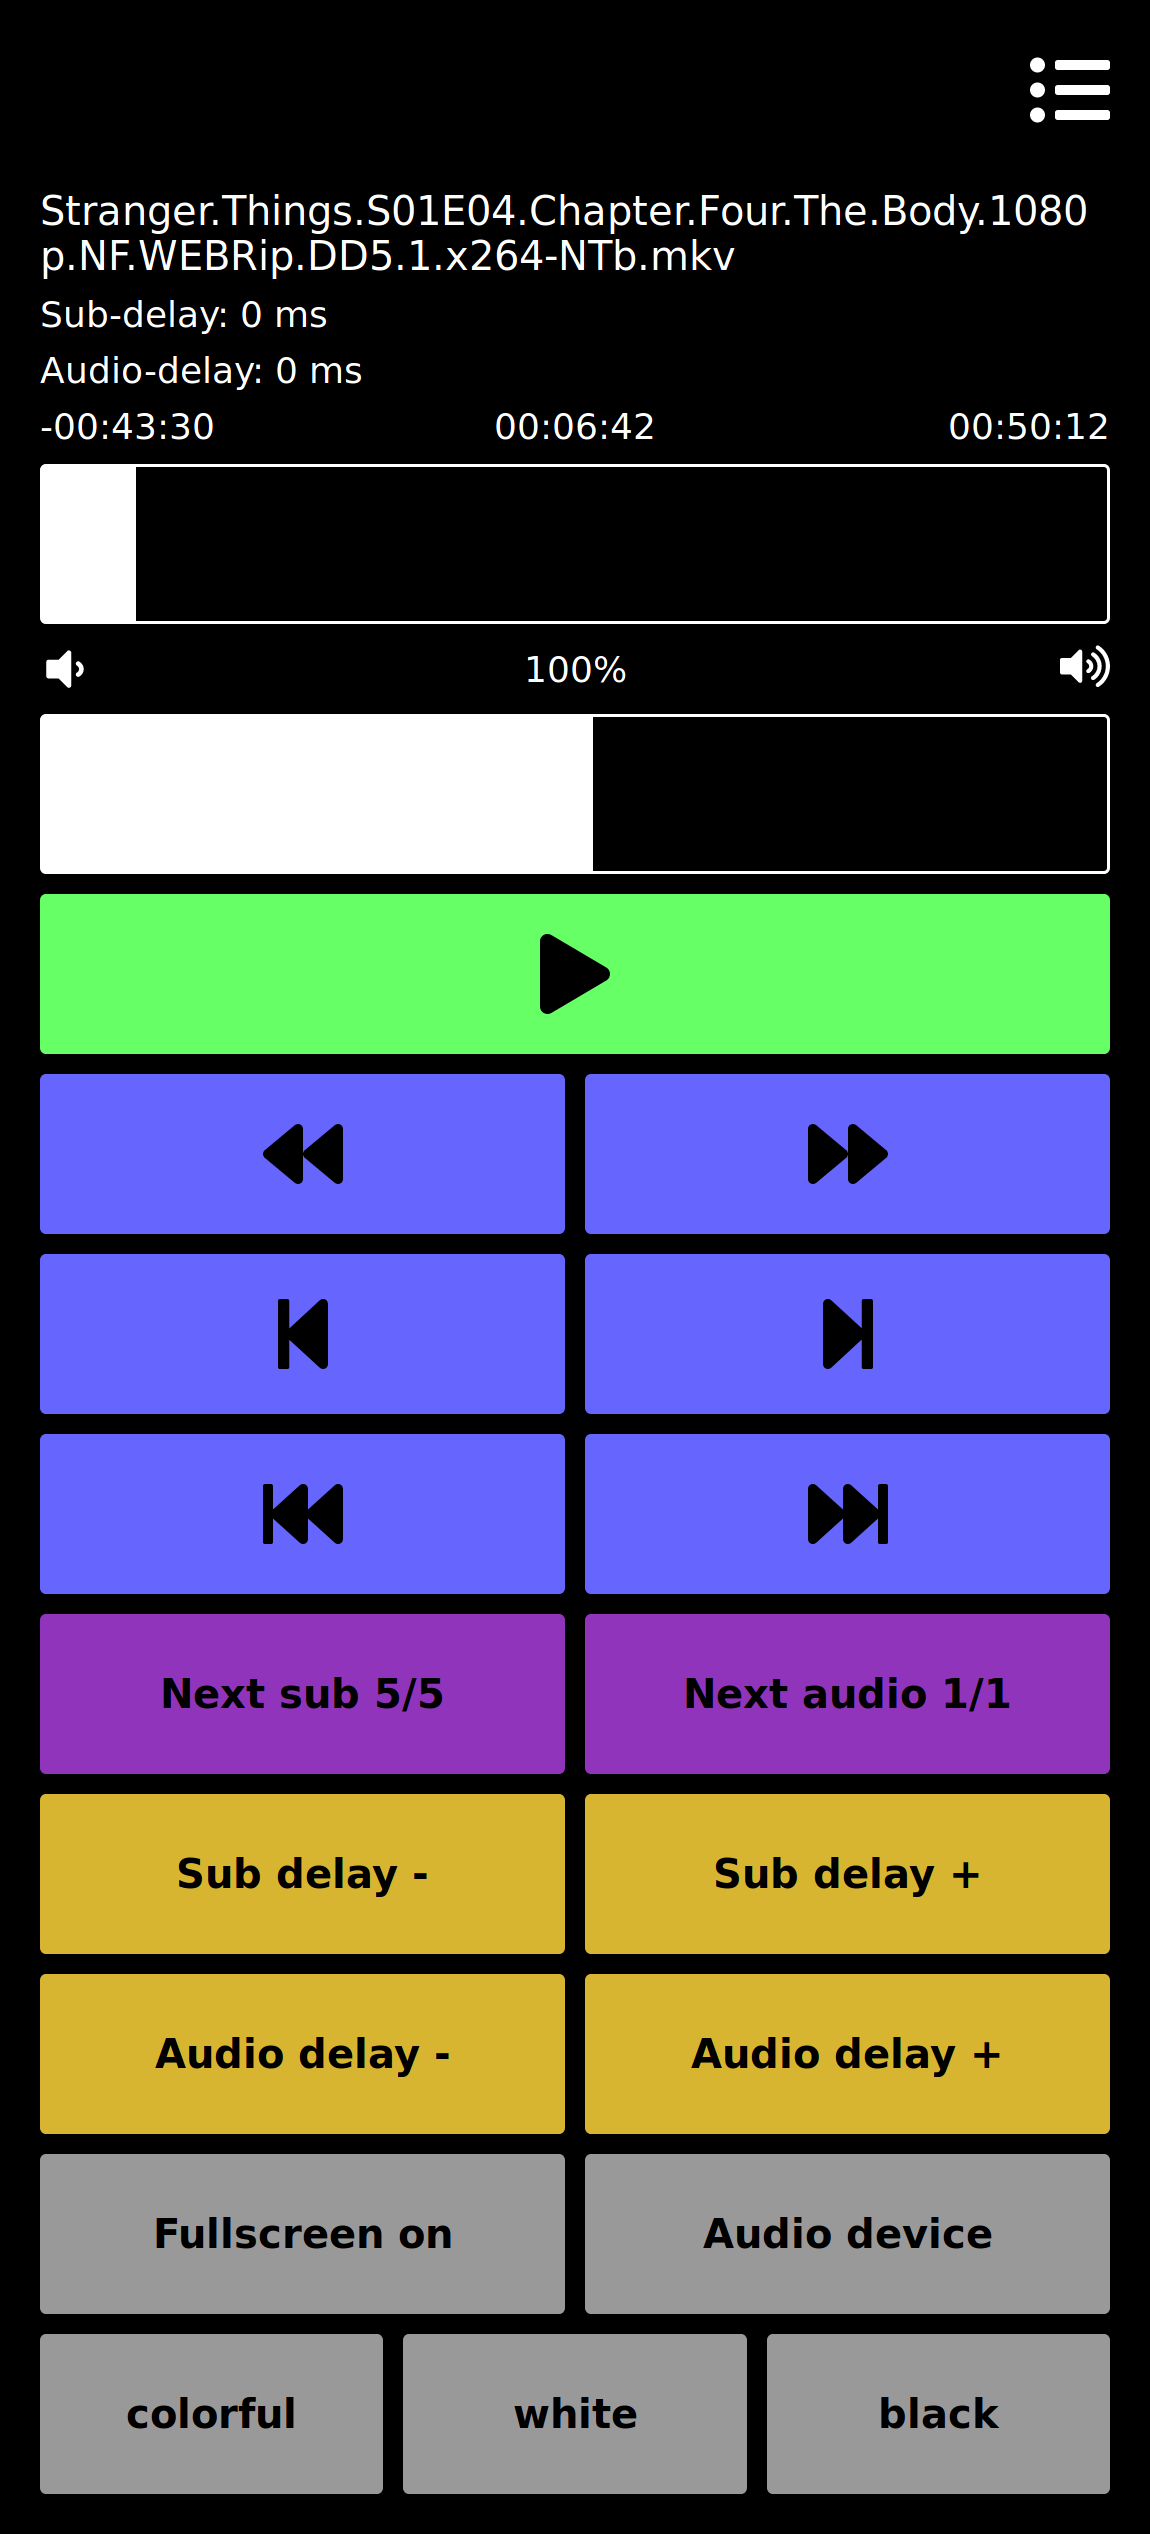 Stranger.Things.S01E04.Chapter.Four.The.Body.1080
p.NF.WEBRip.DD5.1.x264-NTb.mkv
Sub-delay: 0 ms
Audio-delay: 0 ms
-00:43:30 00:06:42 00:50:12
100%
Next sub 5/5 Next audio 1/1
Sub delay - Sub delay +
Audio delay - Audio delay +
Fullscreen on Audio device
colorful white black